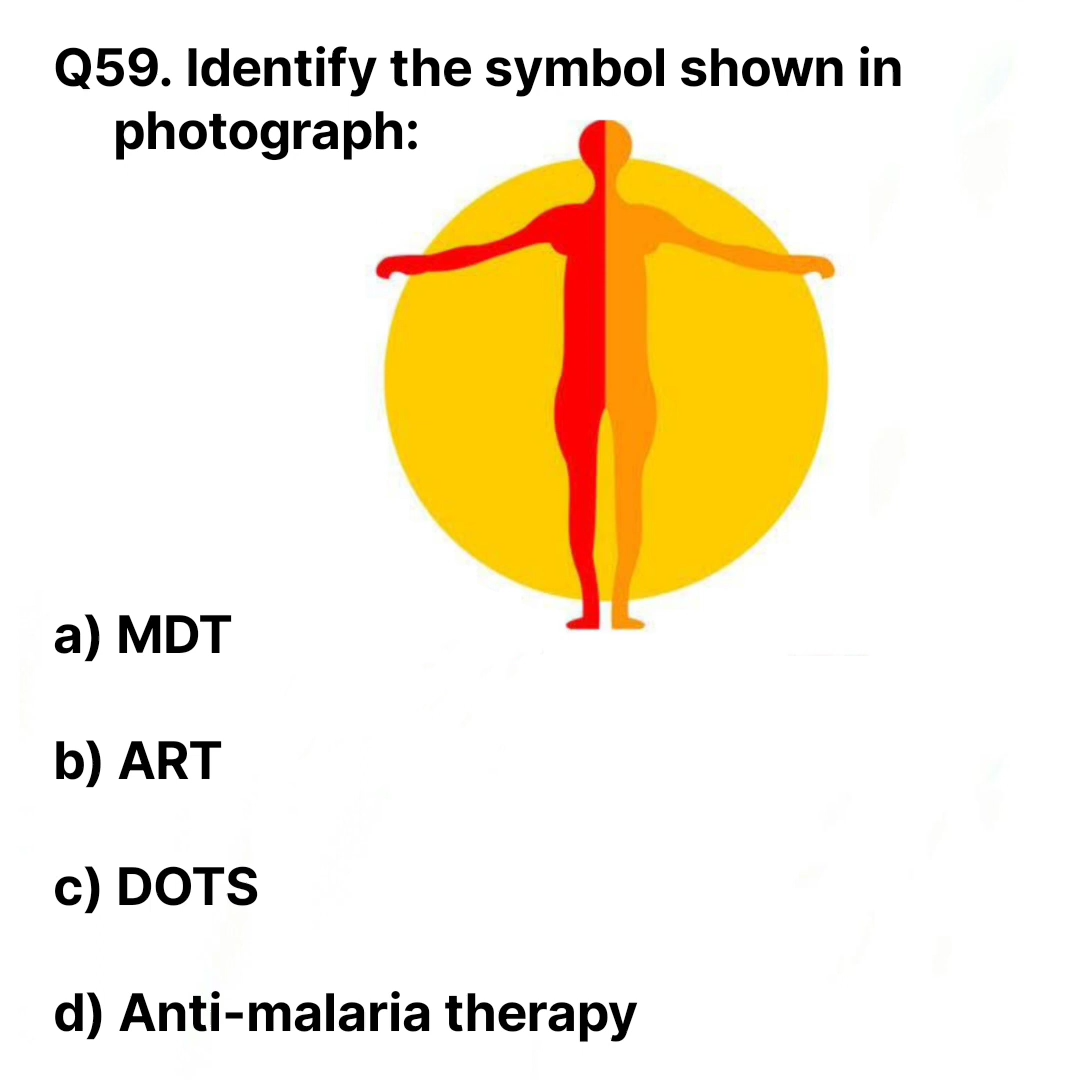 Q59. Identify the symbol shown in
photograph:
a) MDT
b) ART
c) DOTS
d) Anti-malaria therapy